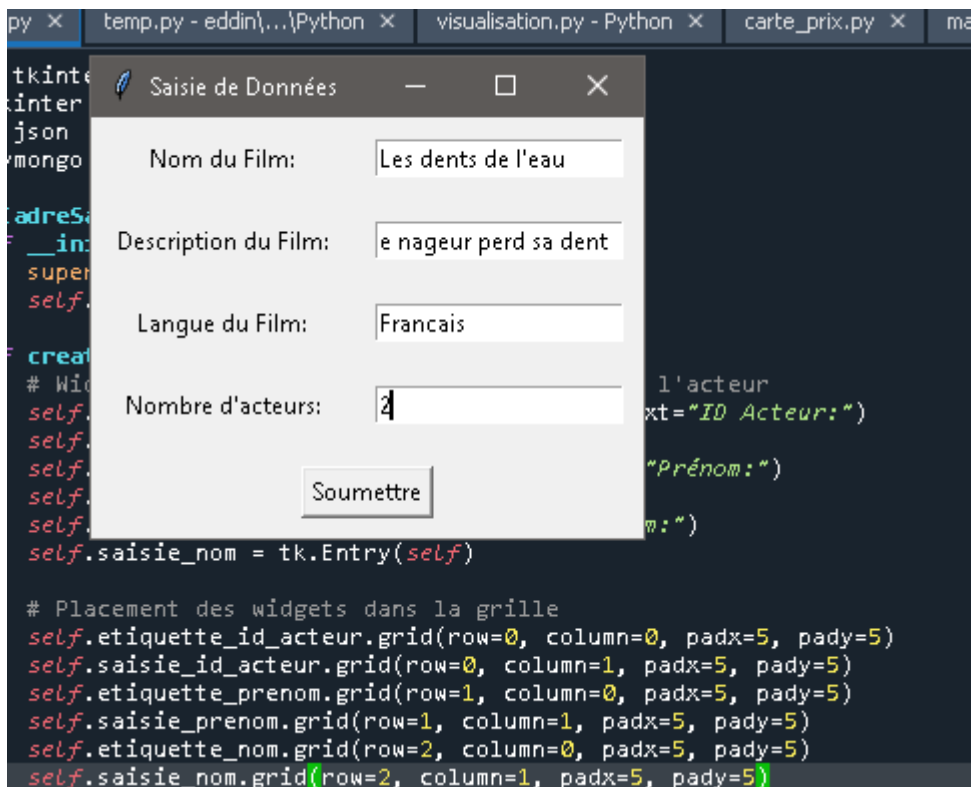 py × temp.py - eddin\...\Python × visualisation.py - Python × carte_prix.py × ma
Saisie de Données
Nom du Film: Les dents de l'eau
Description du Film: e nageur perd sa dent
Langue du Film: Francais
Nombre d'acteurs: 2
Soumettre
tkinte
kinter
json
ymongo
CadreSa
f __in
super
self.
f crea
# Wid l'acteur
self. xt="ID Acteur:")
self.
self. "Prénom:")
self.
self. m:")
self.saisie_nom = tk.Entry(self)
# Placement des widgets dans la grille
self.etiquette_id_acteur.grid(row=0, column=0, padx=5, pady=5)
self.saisie_id_acteur.grid(row=0, column=1, padx=5, pady=5)
self.etiquette_prenom.grid(row=1, column=0, padx=5, pady=5)
self.saisie_prenom.grid(row=1, column=1, padx=5, pady=5)
self.etiquette_nom.grid(row=2, column=0, padx=5, pady=5)
self.saisie_nom.grid(row=2, column=1, padx=5, pady=5)